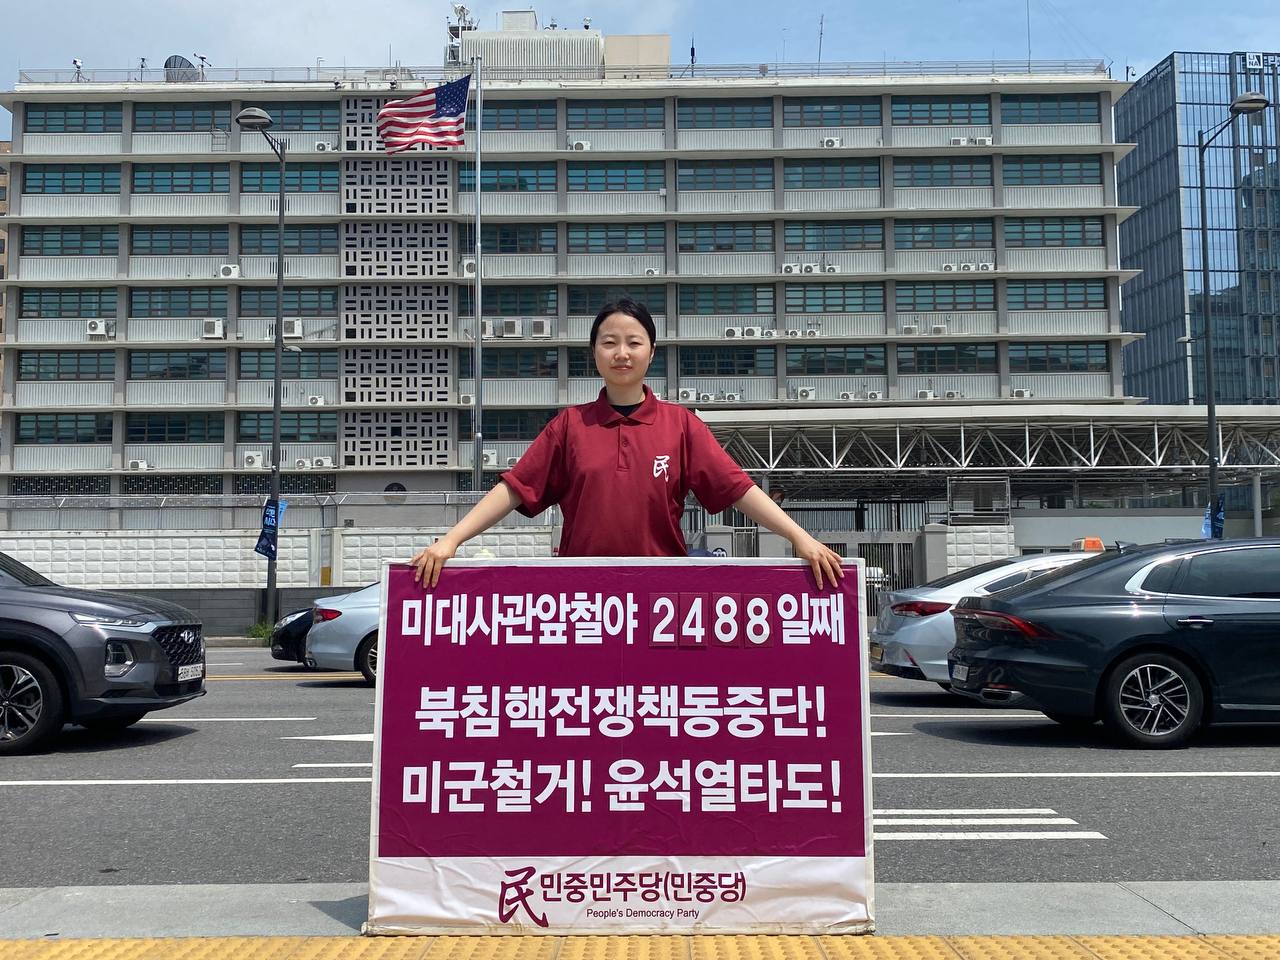 民
미대사관앞철야 2488일째
북침핵전쟁책동중단!
미군철거! 윤석열타도!
民 민중민주당(민중당)
People's Democracy Party